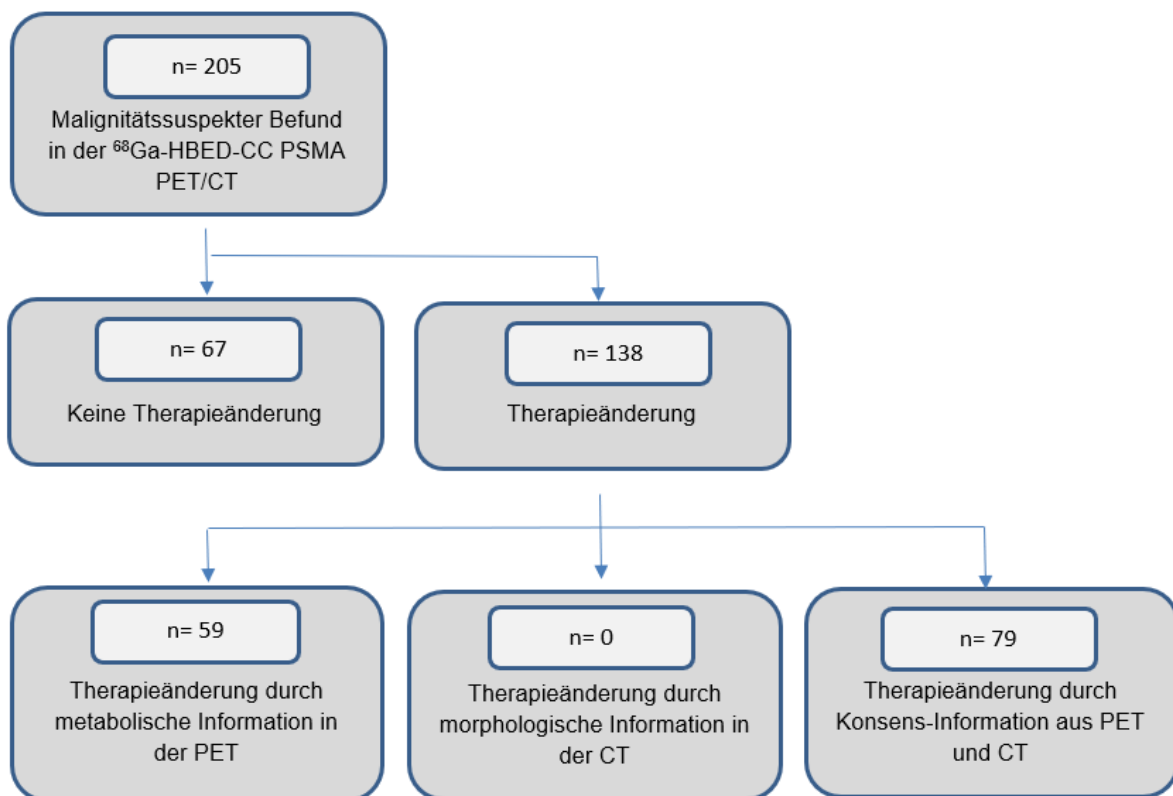 n= 205
Malignitätssuspekter Befund
in der ⁶⁸Ga-HBED-CC PSMA
PET/CT
n= 67
Keine Therapieänderung
n= 138
Therapieänderung
n= 59
Therapieänderung durch
metabolische Information in
der PET
n= 0
Therapieänderung durch
morphologische Information in
der CT
n= 79
Therapieänderung durch
Konsens-Information aus PET
und CT